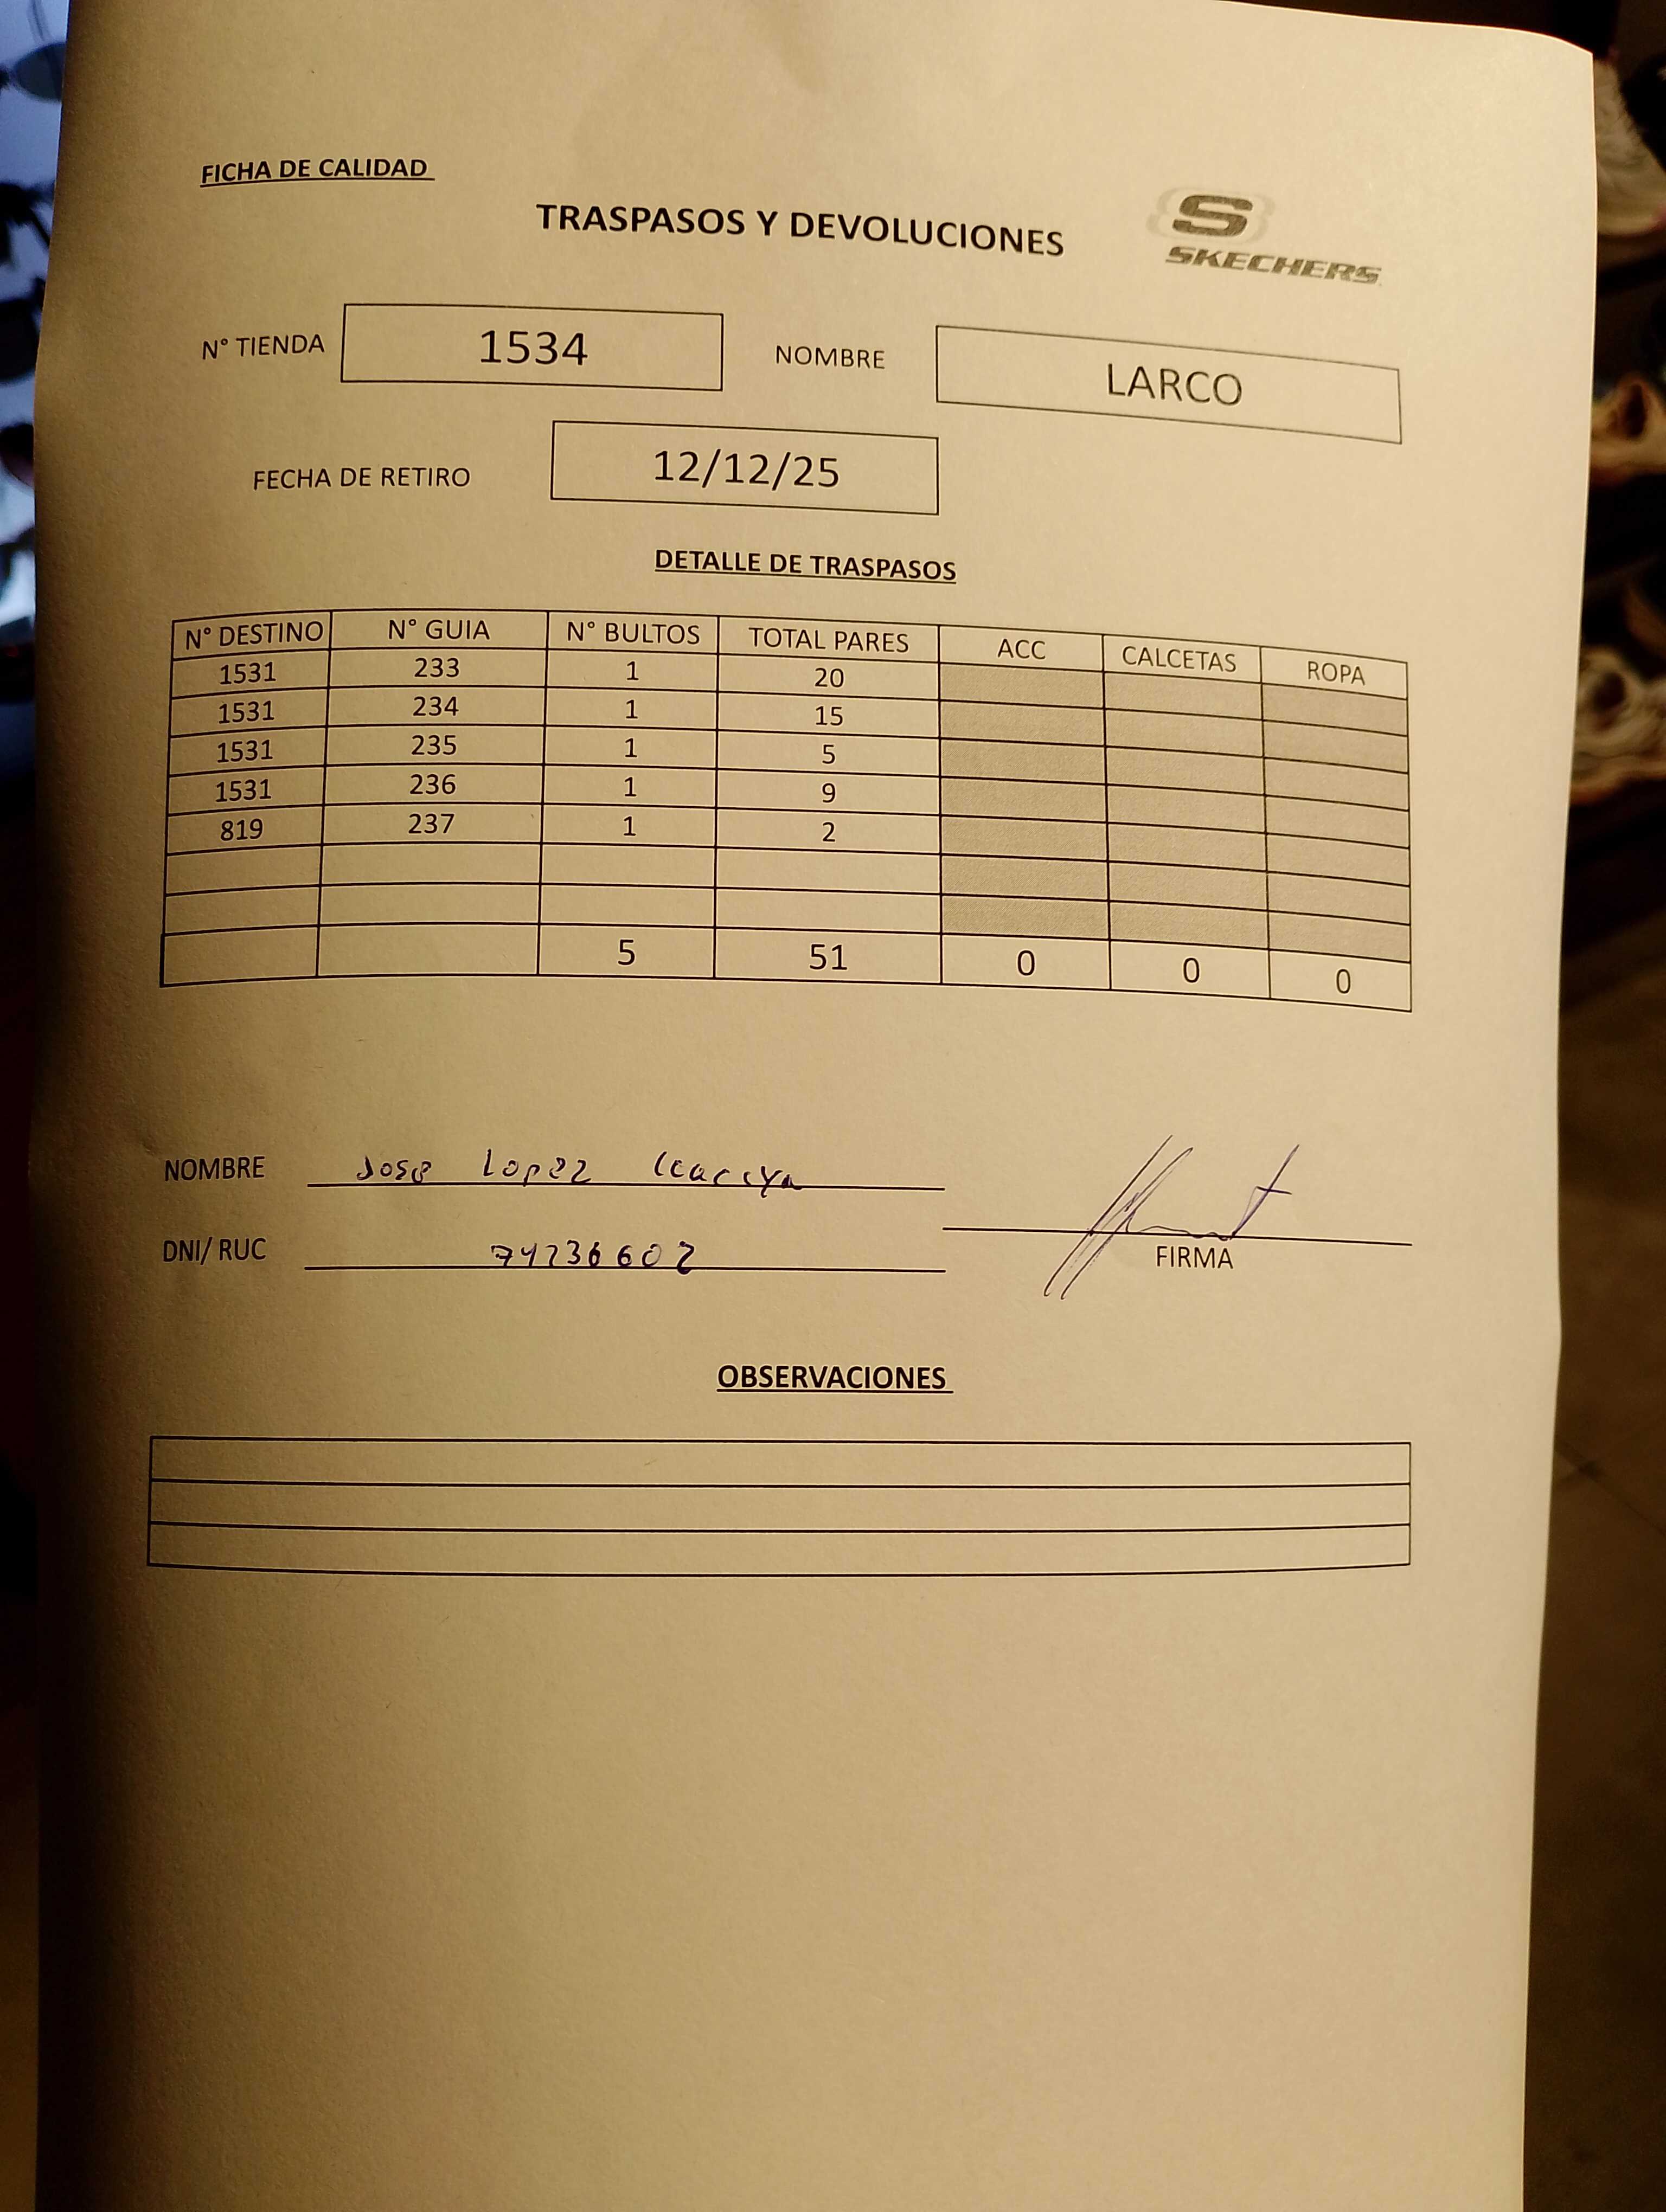 FICHA DE CALIDAD
TRASPASOS Y DEVOLUCIONES
S
SKECHERS
N° TIENDA 1534 NOMBRE LARCO
FECHA DE RETIRO 12/12/25
DETALLE DE TRASPASOS
N° DESTINO N° GUIA N° BULTOS TOTAL PARES ACC CALCETAS ROPA
1531 233 1 20
1531 234 1 15
1531 235 1 5
1531 236 1 9
819 237 1 2
5 51 0 0 0
NOMBRE Jose Lopez
DNI/ RUC
FIRMA
OBSERVACIONES